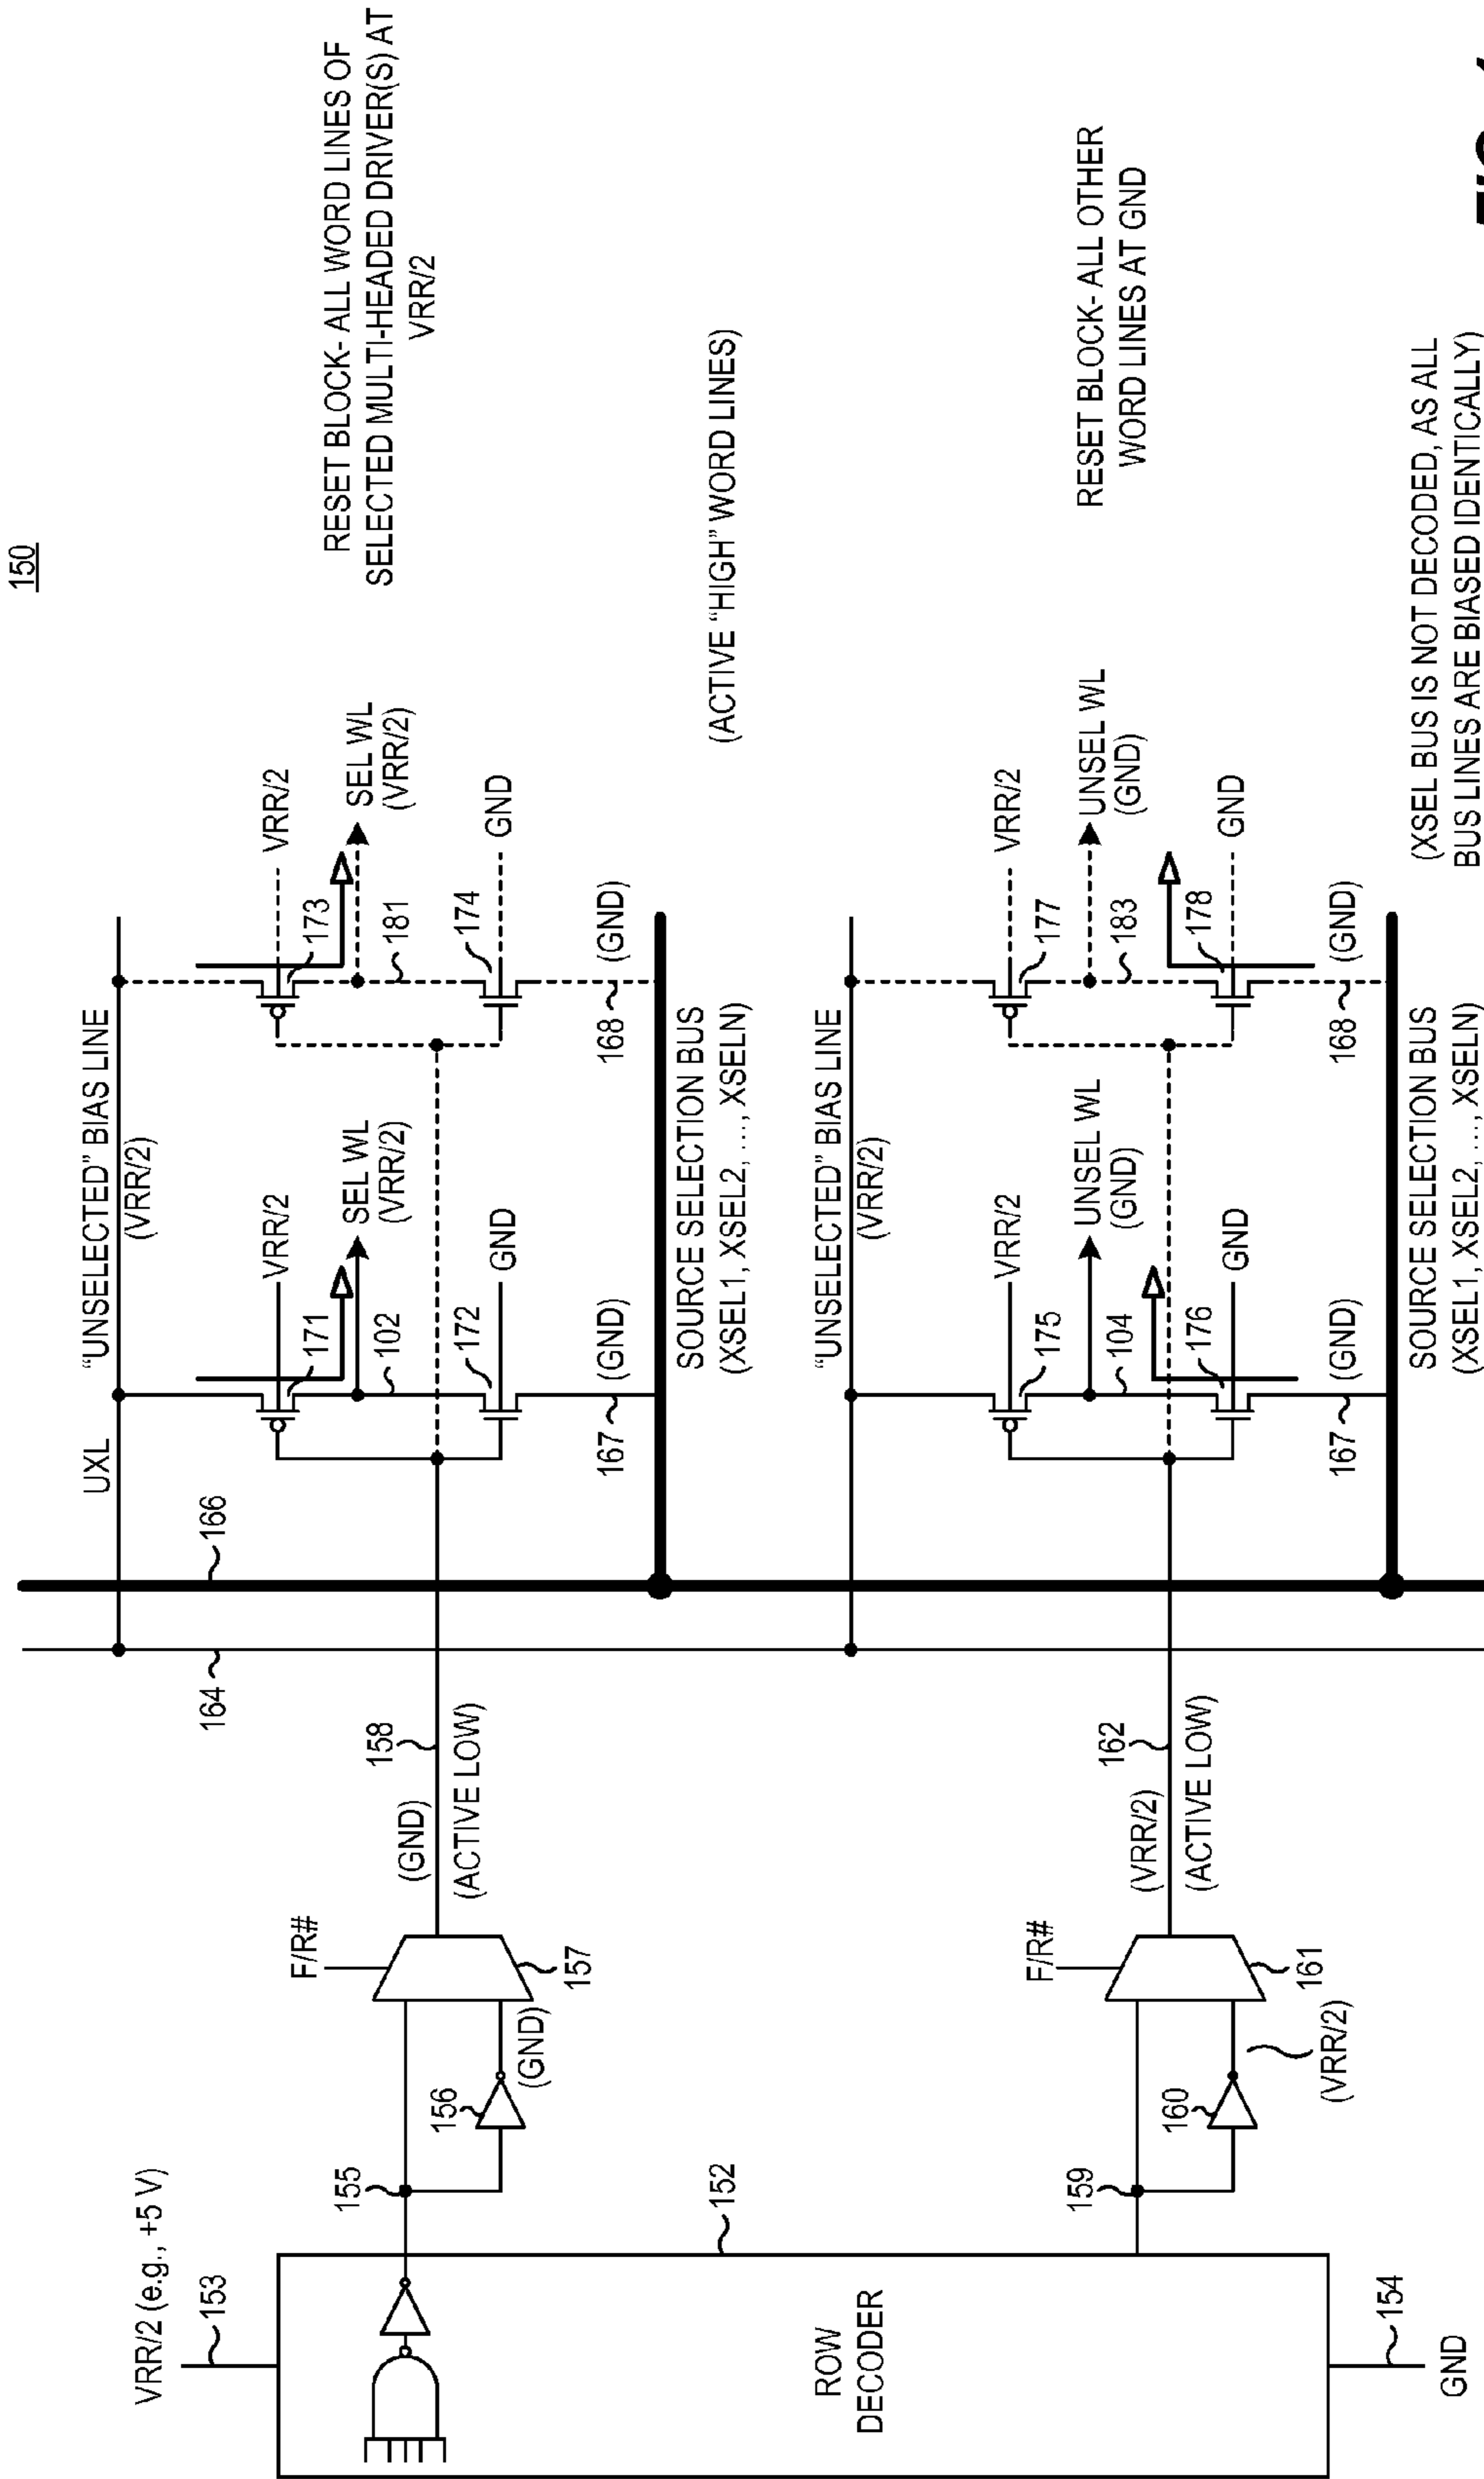 150
VRR/2 (e.g., +5 V)
153
155
156
(GND)
F/R#
157
158
(GND)
(ACTIVE LOW)
164
166
UXL
"UNSELECTED" BIAS LINE
(VRR/2)
VRR/2
171
SEL WL
(VRR/2)
102
172
GND
167
(GND)
SOURCE SELECTION BUS
(XSEL1, XSEL2, ..., XSELN)
VRR/2
173
SEL WL
(VRR/2)
181
174
GND
168
(GND)
RESET BLOCK- ALL WORD LINES OF
SELECTED MULTI-HEADED DRIVER(S) AT
VRR/2
(ACTIVE "HIGH" WORD LINES)
152
ROW
DECODER
154
GND
159
160
(VRR/2)
F/R#
161
162
(VRR/2)
(ACTIVE LOW)
"UNSELECTED" BIAS LINE
(VRR/2)
VRR/2
175
UNSEL WL
(GND)
104
176
GND
167
(GND)
SOURCE SELECTION BUS
(XSEL1, XSEL2, ..., XSELN)
VRR/2
177
UNSEL WL
(GND)
183
178
GND
168
(GND)
RESET BLOCK- ALL OTHER
WORD LINES AT GND
(XSEL BUS IS NOT DECODED, AS ALL
BUS LINES ARE BIASED IDENTICALLY)